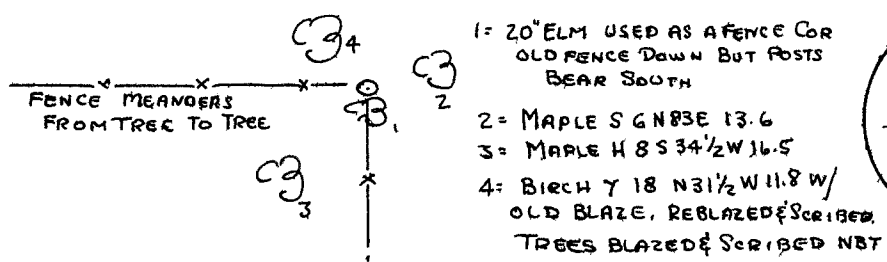 4
2
1
3
FENCE MEANDERS
FROM TREE TO TREE
1= 20" ELM USED AS A FENCE COR
OLD FENCE DOWN BUT POSTS
BEAR SOUTH
2= MAPLE S 6 N83E 13.6
3= MAPLE H 8 S 34½ W 16.5
4= BIRCH Y 18 N31½ W 11.8 W/
OLD BLAZE, REBLAZED & SCRIBED.
TREES BLAZED & SCRIBED NBT